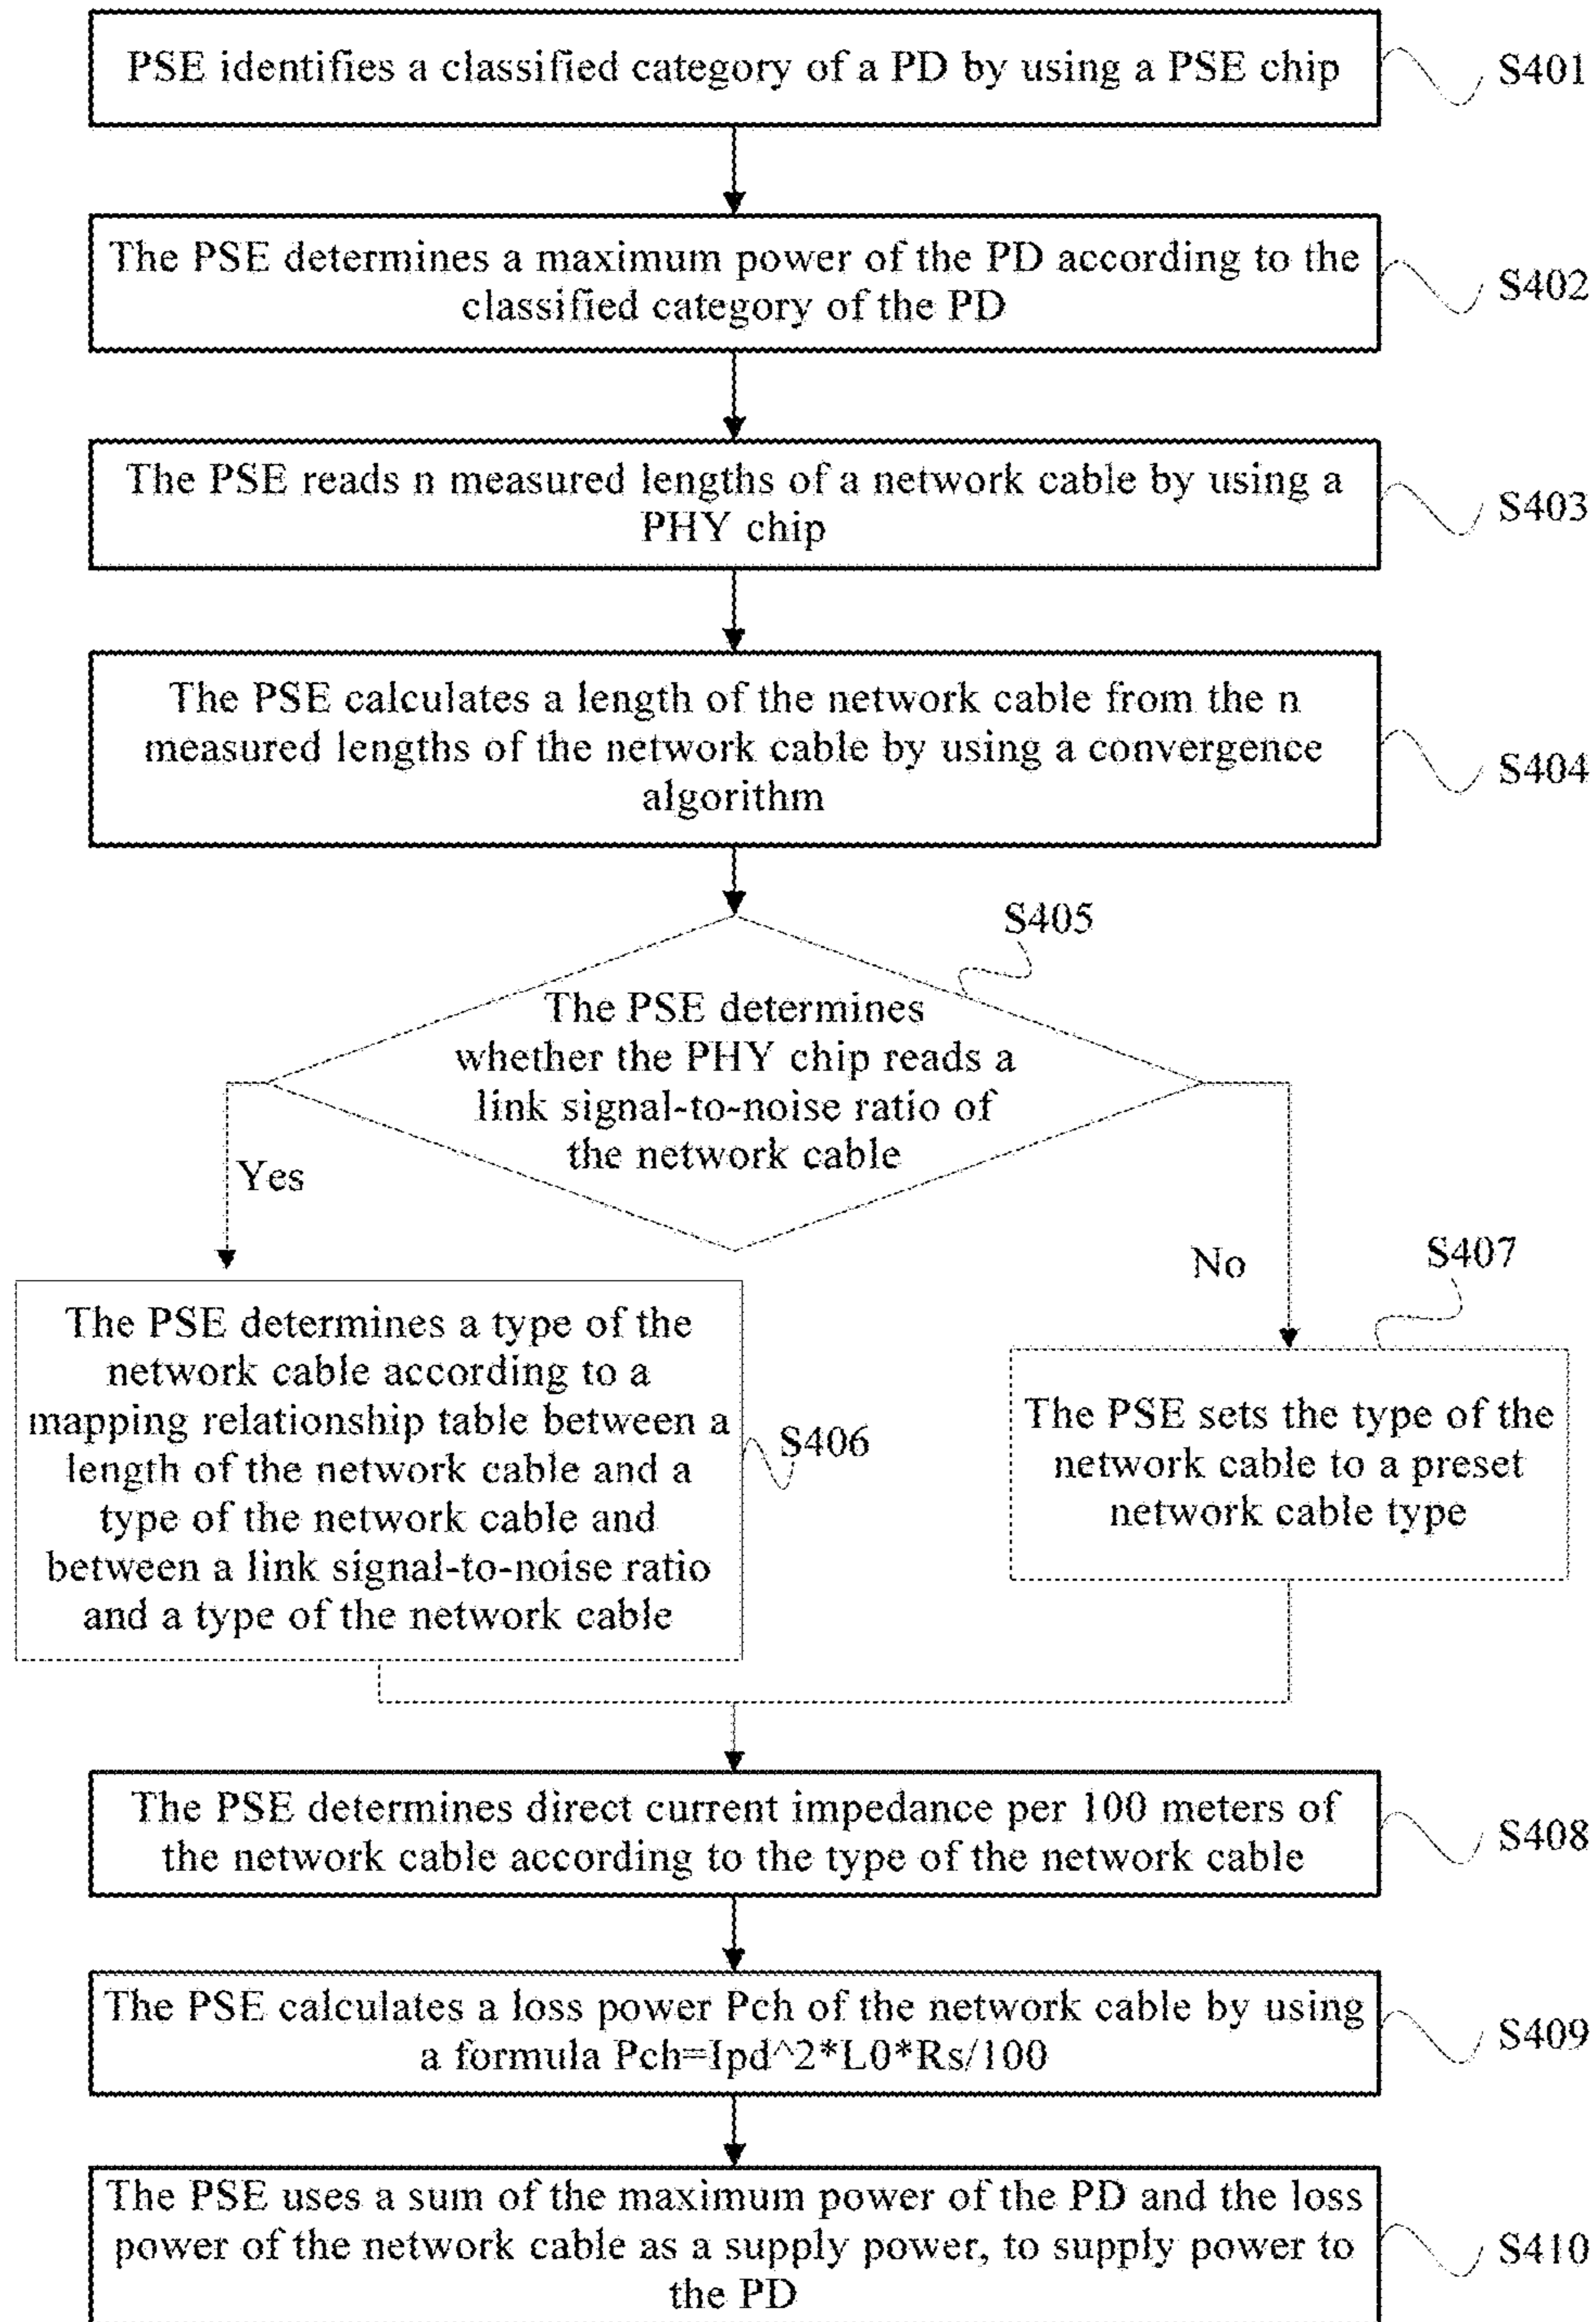 PSE identifies a classified category of a PD by using a PSE chip
S401
The PSE determines a maximum power of the PD according to the
classified category of the PD
S402
The PSE reads n measured lengths of a network cable by using a
PHY chip
S403
The PSE calculates a length of the network cable from the n
measured lengths of the network cable by using a convergence
algorithm
S404
S405
The PSE determines
whether the PHY chip reads a
link signal-to-noise ratio of
the network cable
Yes
No
The PSE determines a type of the
network cable according to a
mapping relationship table between a
length of the network cable and a
type of the network cable and
between a link signal-to-noise ratio
and a type of the network cable
S406
S407
The PSE sets the type of the
network cable to a preset
network cable type
The PSE determines direct current impedance per 100 meters of
the network cable according to the type of the network cable
S408
The PSE calculates a loss power Pch of the network cable by using
a formula Pch=Ipd^2*L0*Rs/100
S409
The PSE uses a sum of the maximum power of the PD and the loss
power of the network cable as a supply power, to supply power to
the PD
S410